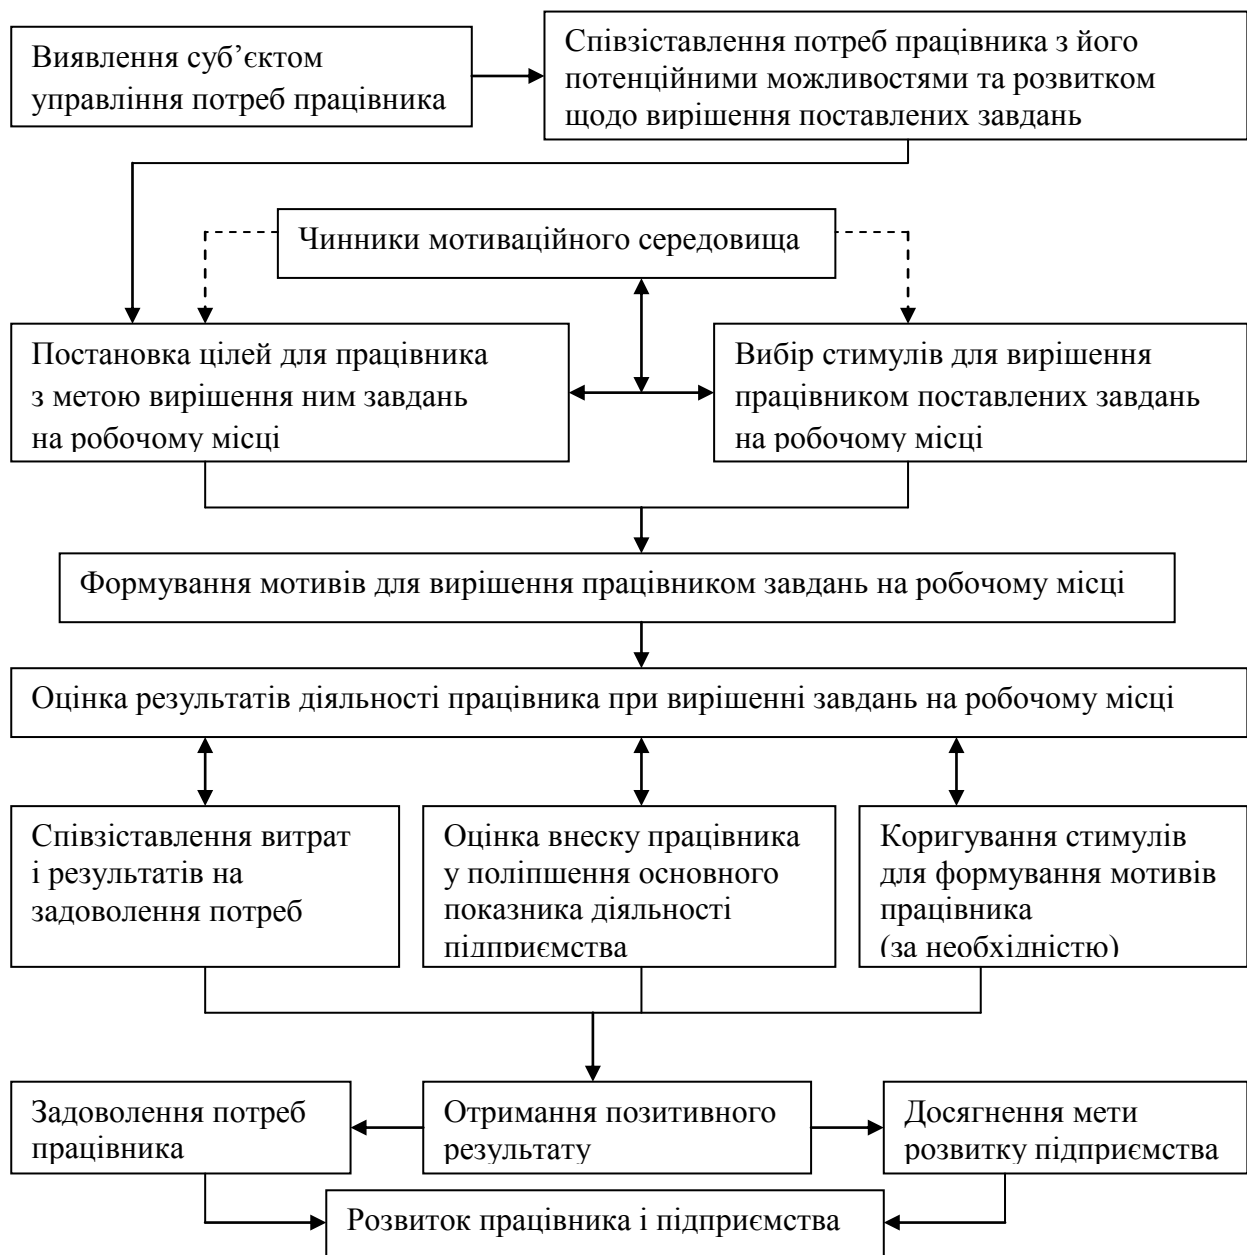 Виявлення суб’єктом
управління потреб працівника
Співзіставлення потреб працівника з його
потенційними можливостями та розвитком
щодо вирішення поставлених завдань
Чинники мотиваційного середовища
Постановка цілей для працівника
з метою вирішення ним завдань
на робочому місці
Вибір стимулів для вирішення
працівником поставлених завдань
на робочому місці
Формування мотивів для вирішення працівником завдань на робочому місці
Оцінка результатів діяльності працівника при вирішенні завдань на робочому місці
Співзіставлення витрат
і результатів на
задоволення потреб
Оцінка внеску працівника
у поліпшення основного
показника діяльності
підприємства
Коригування стимулів
для формування мотивів
працівника
(за необхідністю)
Задоволення потреб
працівника
Отримання позитивного
результату
Досягнення мети
розвитку підприємства
Розвиток працівника і підприємства